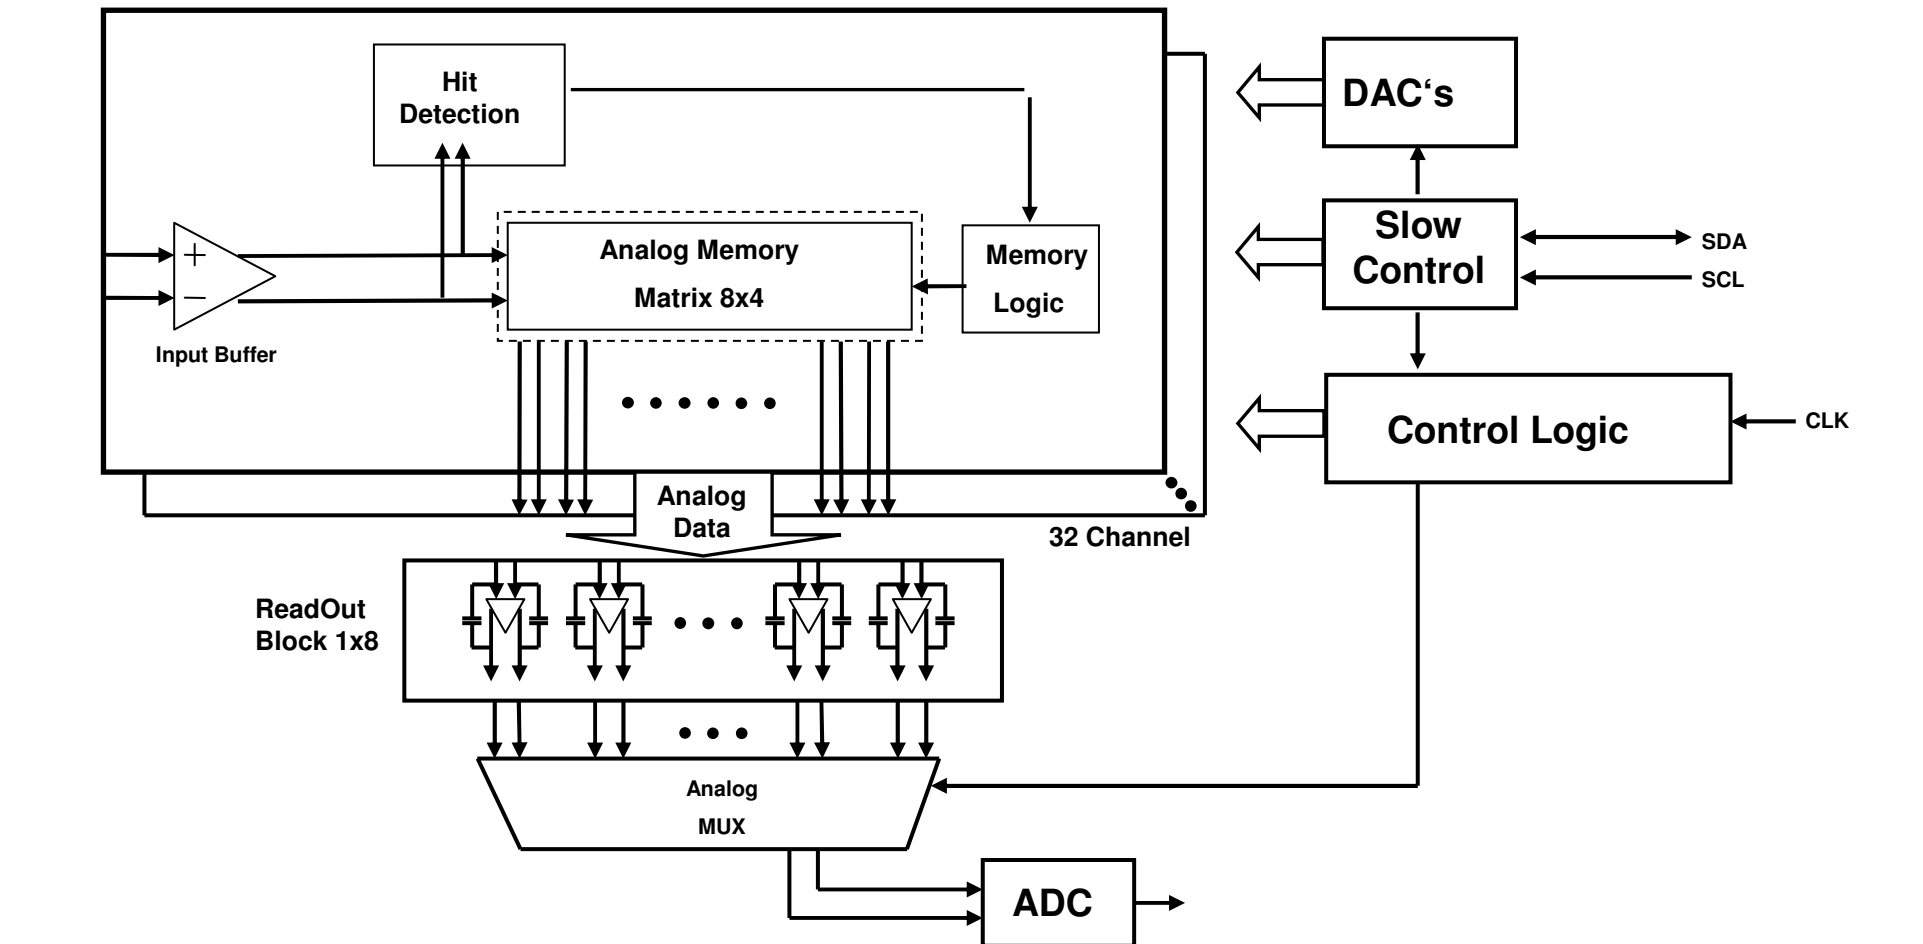 Hit
Detection
DAC‘s
Analog Memory
Matrix 8x4
Memory
Logic
+
−
Input Buffer
Slow
Control
SDA
SCL
Control Logic
CLK
Analog
Data
32 Channel
ReadOut
Block 1x8
Analog
MUX
ADC